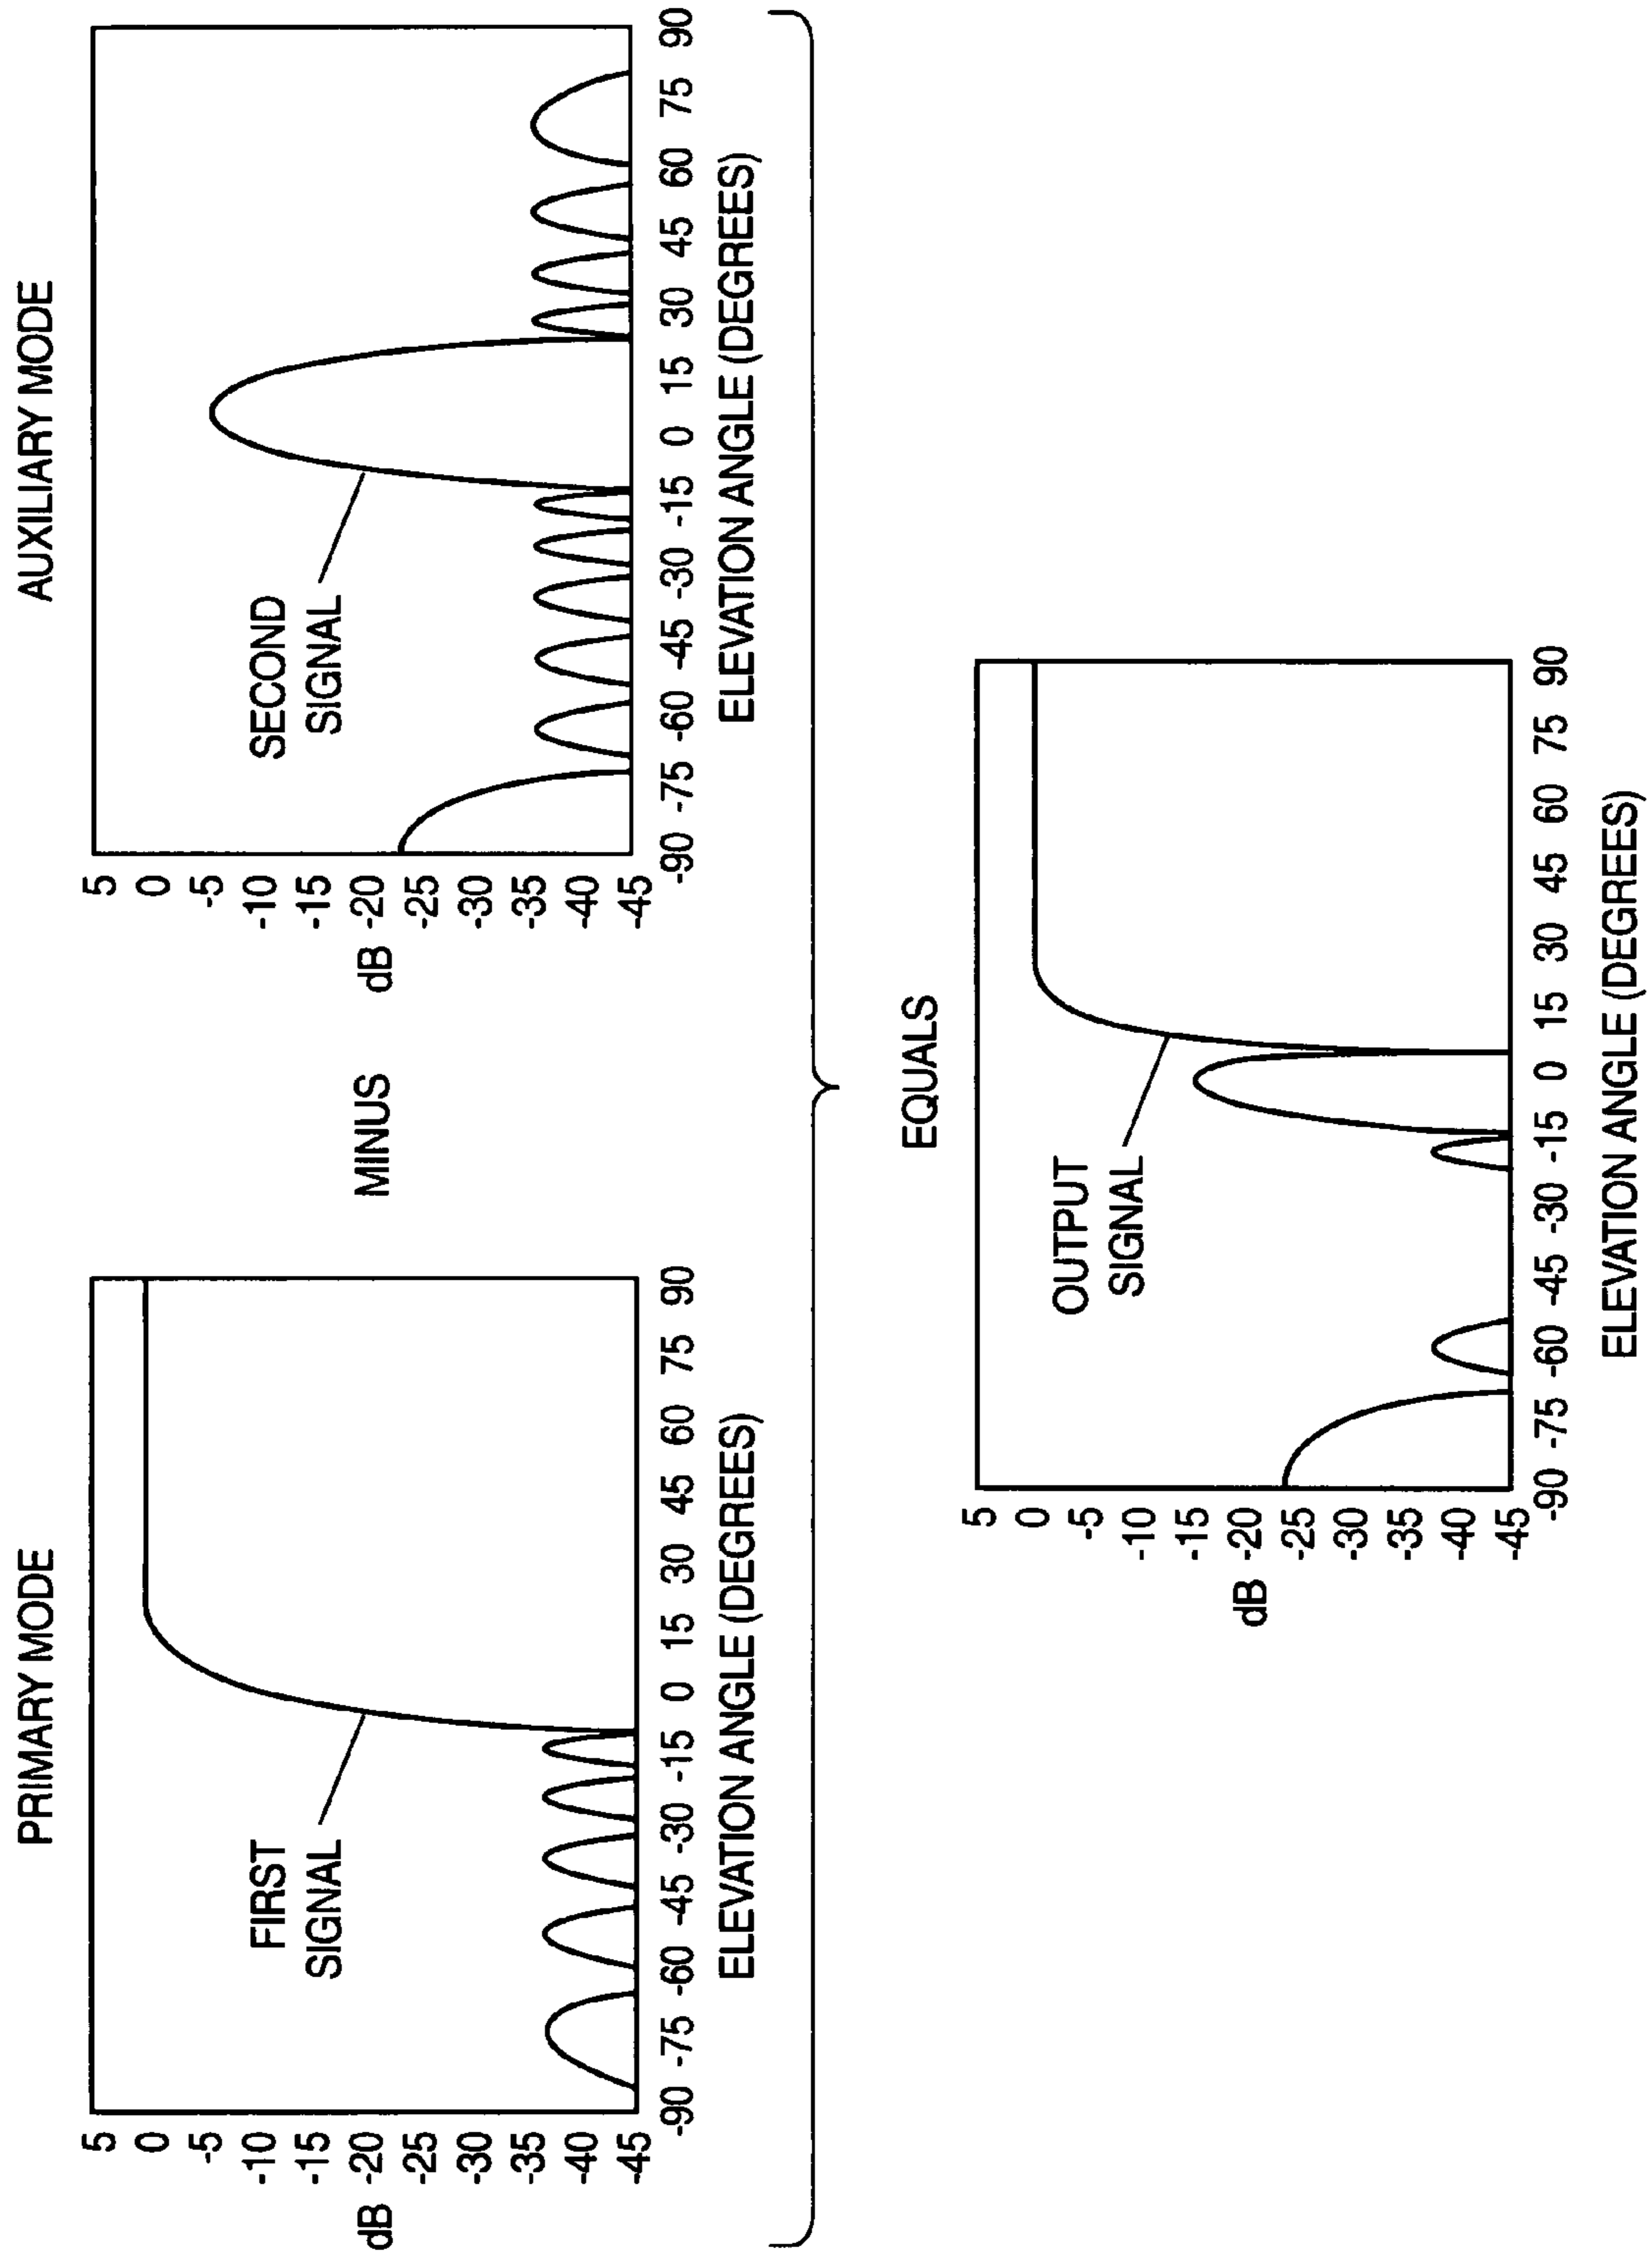 PRIMARY MODE
5
0
-5
-10
-15
dB -20
-25
-30
-35
-40
-45
FIRST
SIGNAL
-90 -75 -60 -45 -30 -15 0 15 30 45 60 75 90
ELEVATION ANGLE (DEGREES)
MINUS
AUXILIARY MODE
5
0
-5
-10
-15
dB -20
-25
-30
-35
-40
-45
SECOND
SIGNAL
-90 -75 -60 -45 -30 -15 0 15 30 45 60 75 90
ELEVATION ANGLE (DEGREES)
EQUALS
5
0
-5
-10
-15
dB -20
-25
-30
-35
-40
-45
OUTPUT
SIGNAL
-90 -75 -60 -45 -30 -15 0 15 30 45 60 75 90
ELEVATION ANGLE (DEGREES)